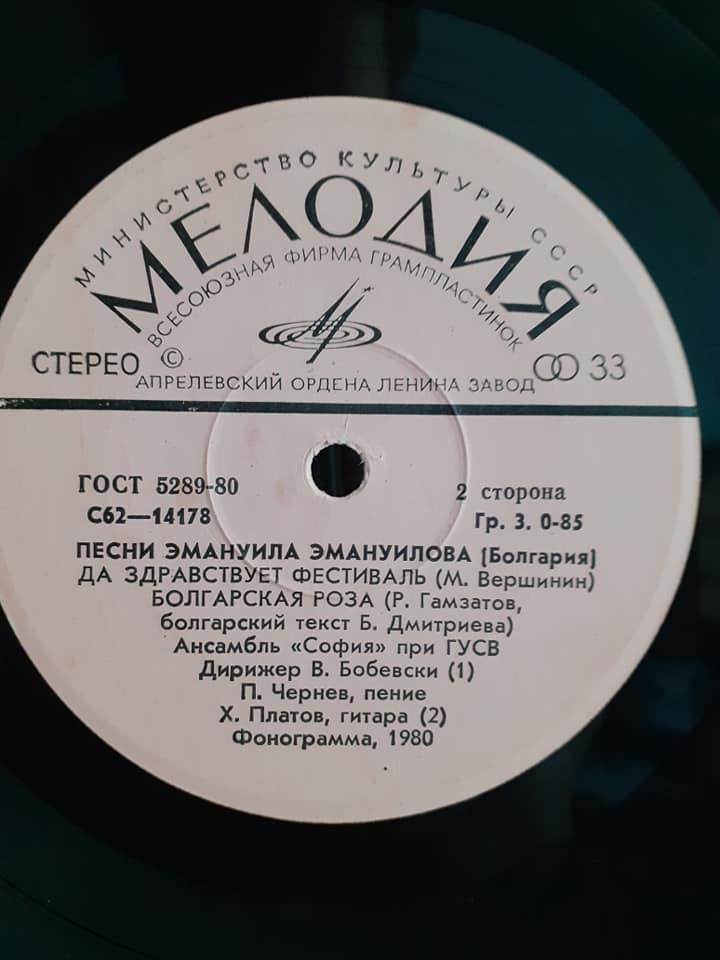 МИНИСТЕРСТВО КУЛЬТУРЫ СССР
МЕЛОДИЯ
ВСЕСОЮЗНАЯ ФИРМА ГРАМПЛАСТИНОК
СТЕРЕО © 33
АПРЕЛЕВСКИЙ ОРДЕНА ЛЕНИНА ЗАВОД
ГОСТ 5289-80 2 сторона
С62—14178 Гр. 3. 0-85
ПЕСНИ ЭМАНУИЛА ЭМАНУИЛОВА (Болгария)
ДА ЗДРАВСТВУЕТ ФЕСТИВАЛЬ (М. Вершинин)
БОЛГАРСКАЯ РОЗА (Р. Гамзатов,
болгарский текст Б. Дмитриева)
Ансамбль «София» при ГУСВ
Дирижер В. Бобевски (1)
П. Чернев, пение
Х. Платов, гитара (2)
Фонограмма, 1980